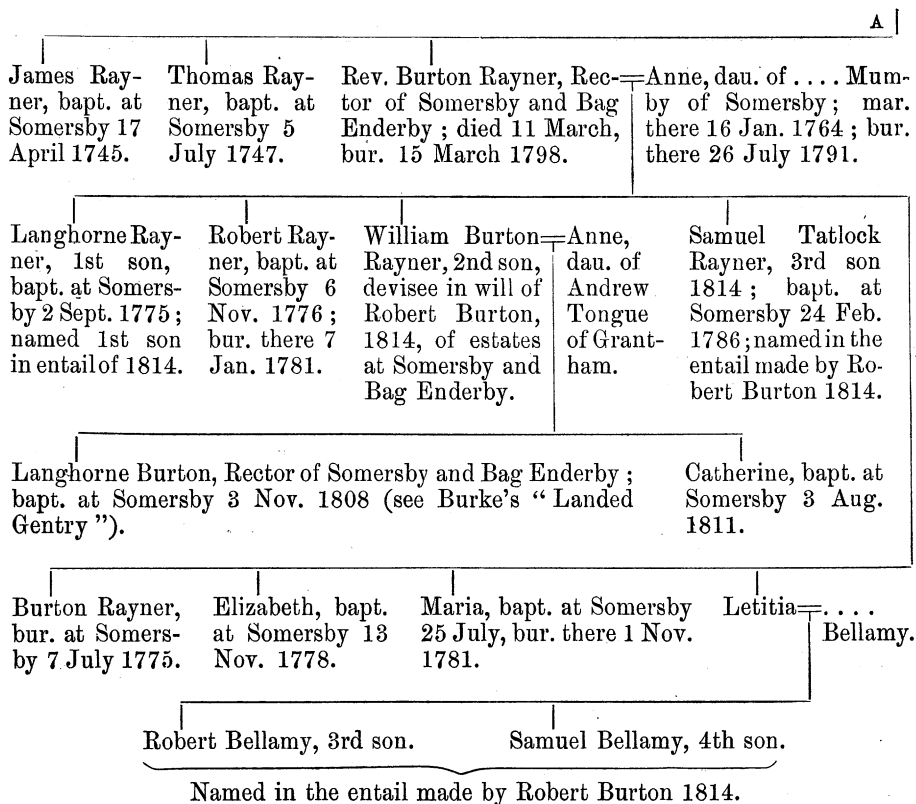 A
James Ray-
ner, bapt. at
Somersby 17
April 1745.
Thomas Ray-
ner, bapt. at
Somersby 5
July 1747.
Rev. Burton Rayner, Rec-
tor of Somersby and Bag
Enderby ; died 11 March,
bur. 15 March 1798.
Anne, dau. of .... Mum-
by of Somersby ; mar.
there 16 Jan. 1764 ; bur.
there 26 July 1791.
Langhorne Ray-
ner, 1st son,
bapt. at Somers-
by 2 Sept. 1775 ;
named 1st son
in entail of 1814.
Robert Ray-
ner, bapt. at
Somersby 6
Nov. 1776 ;
bur. there 7
Jan. 1781.
William Burton
Rayner, 2nd son,
devisee in will of
Robert Burton,
1814, of estates
at Somersby and
Bag Enderby.
Anne,
dau. of
Andrew
Tongue
of Grant-
ham.
Samuel Tatlock
Rayner, 3rd son
1814 ; bapt. at
Somersby 24 Feb.
1786 ; named in the
entail made by Ro-
bert Burton 1814.
Langhorne Burton, Rector of Somersby and Bag Enderby ;
bapt. at Somersby 3 Nov. 1808 (see Burke's “ Landed
Gentry ”).
Catherine, bapt. at
Somersby 3 Aug.
1811.
Burton Rayner,
bur. at Somers-
by 7 July 1775.
Elizabeth, bapt.
at Somersby 13
Nov. 1778.
Maria, bapt. at Somersby
25 July, bur. there 1 Nov.
1781.
Letitia
....
Bellamy.
Robert Bellamy, 3rd son.
Samuel Bellamy, 4th son.
Named in the entail made by Robert Burton 1814.